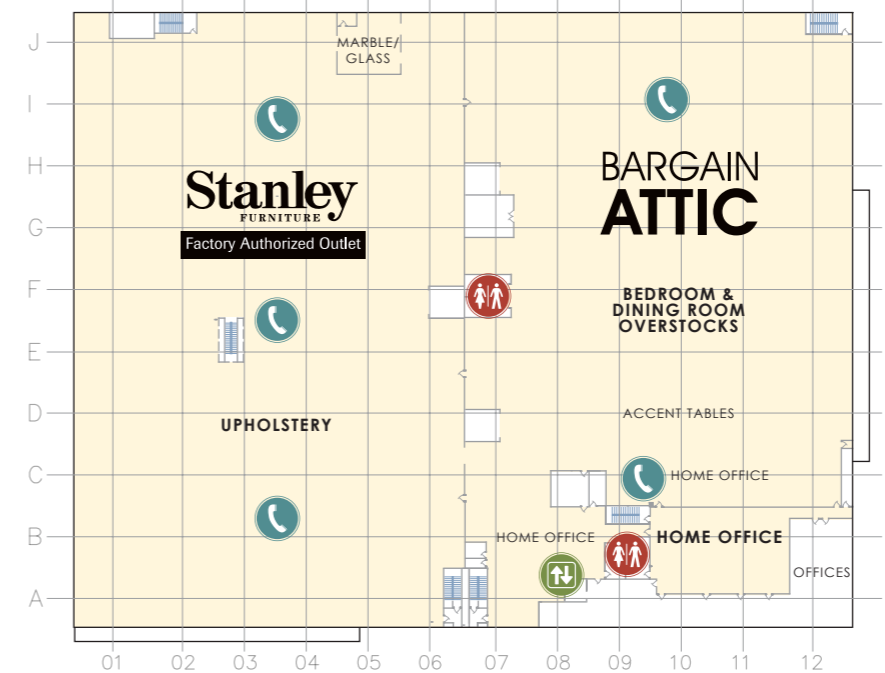 J
MARBLE/
GLASS
I
H
Stanley
FURNITURE
Factory Authorized Outlet
BARGAIN
ATTIC
G
F
BEDROOM &
DINING ROOM
OVERSTOCKS
E
D
ACCENT TABLES
UPHOLSTERY
C
HOME OFFICE
B
HOME OFFICE
HOME OFFICE
OFFICES
A
01 02 03 04 05 06 07 08 09 10 11 12